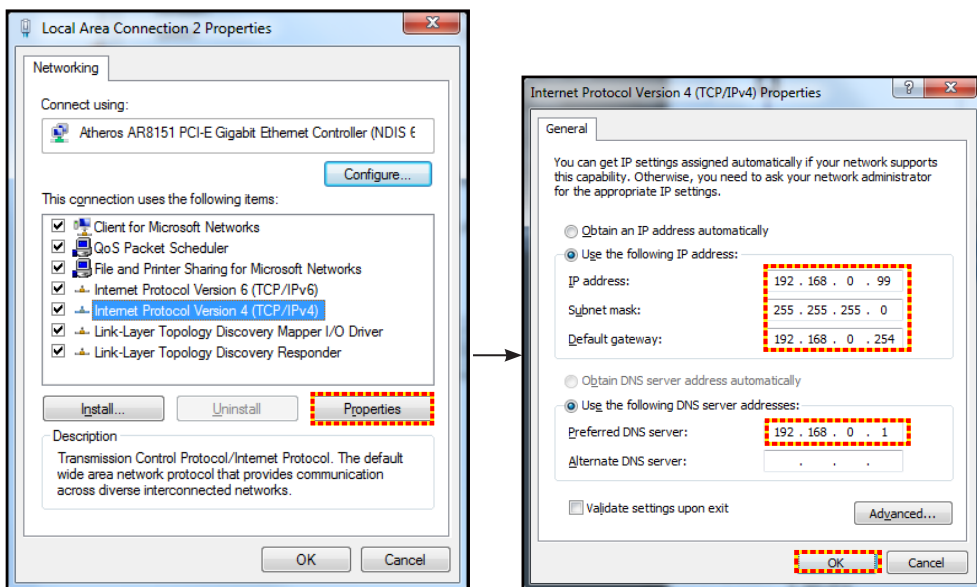 Local Area Connection 2 Properties
Networking
Connect using:
Atheros AR8151 PCI-E Gigabit Ethernet Controller (NDIS 6
Configure...
This connection uses the following items:
Client for Microsoft Networks
QoS Packet Scheduler
File and Printer Sharing for Microsoft Networks
Internet Protocol Version 6 (TCP/IPv6)
Internet Protocol Version 4 (TCP/IPv4)
Link-Layer Topology Discovery Mapper I/O Driver
Link-Layer Topology Discovery Responder
Install...
Uninstall
Properties
Description
Transmission Control Protocol/Internet Protocol. The default
wide area network protocol that provides communication
across diverse interconnected networks.
OK
Cancel
Internet Protocol Version 4 (TCP/IPv4) Properties
General
You can get IP settings assigned automatically if your network supports
this capability. Otherwise, you need to ask your network administrator
for the appropriate IP settings.
Obtain an IP address automatically
Use the following IP address:
IP address: 192 . 168 . 0 . 99
Subnet mask: 255 . 255 . 255 . 0
Default gateway: 192 . 168 . 0 . 254
Obtain DNS server address automatically
Use the following DNS server addresses:
Preferred DNS server: 192 . 168 . 0 . 1
Alternate DNS server: . . .
Validate settings upon exit
Advanced...
OK
Cancel